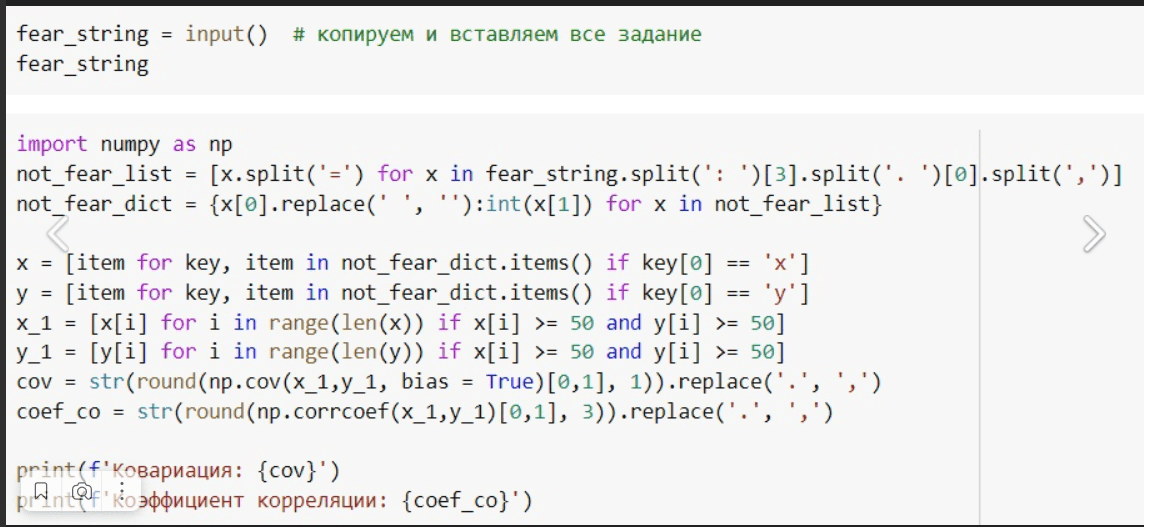 fear_string = input()  # копируем и вставляем все задание
fear_string
import numpy as np
not_fear_list = [x.split('=') for x in fear_string.split(': ')[3].split('. ')[0].split(',')]
not_fear_dict = {x[0].replace(' ', ''):int(x[1]) for x in not_fear_list}
x = [item for key, item in not_fear_dict.items() if key[0] == 'x']
y = [item for key, item in not_fear_dict.items() if key[0] == 'y']
x_1 = [x[i] for i in range(len(x)) if x[i] >= 50 and y[i] >= 50]
y_1 = [y[i] for i in range(len(y)) if x[i] >= 50 and y[i] >= 50]
cov = str(round(np.cov(x_1,y_1, bias = True)[0,1], 1)).replace('.', ',')
coef_co = str(round(np.corrcoef(x_1,y_1)[0,1], 3)).replace('.', ',')
print(f'Ковариация: {cov}')
print(f'Коэффициент корреляции: {coef_co}')